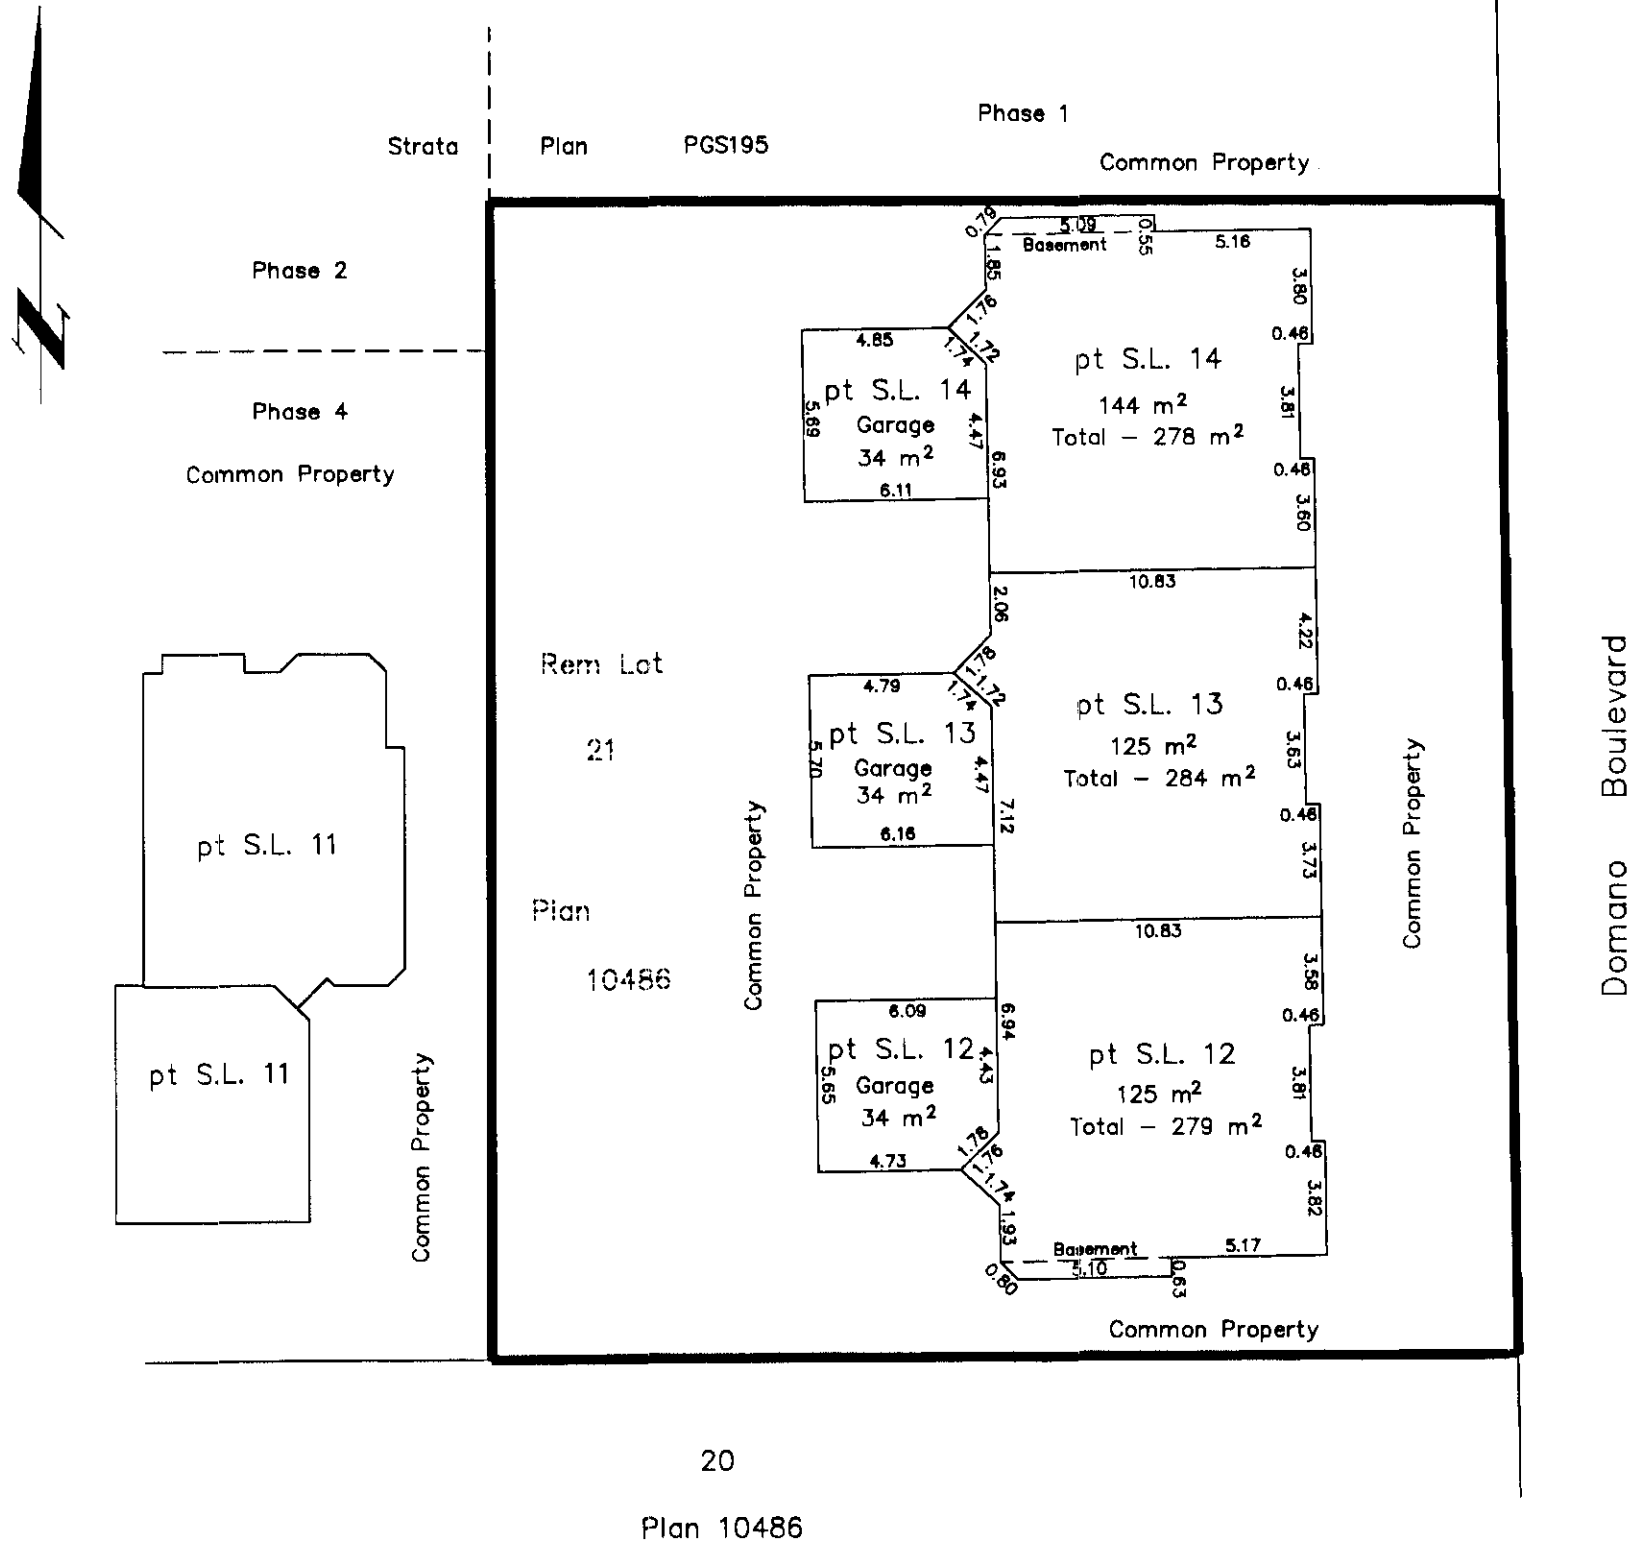 Phase 1
Strata Plan PGS195
Common Property
Phase 2
Phase 4
Common Property
N
0.79
5.09
Basement
0.55
5.16
1.85
3.80
1.76
0.46
4.85
1.74
1.72
pt S.L. 14
144 m²
Total - 278 m²
pt S.L. 14
Garage
34 m²
5.69
4.47
3.81
6.93
0.46
6.11
3.60
10.83
2.06
4.22
1.78
0.46
4.79
1.74
1.72
pt S.L. 13
125 m²
Total - 284 m²
pt S.L. 13
Garage
34 m²
5.70
4.47
3.63
7.12
0.46
6.16
3.73
10.83
3.58
0.46
6.09
6.94
pt S.L. 12
125 m²
Total - 279 m²
pt S.L. 12
Garage
34 m²
5.65
4.43
3.81
0.46
1.78
1.76
4.73
1.74
1.93
3.82
Basement
5.17
0.80
5.10
0.63
Common Property
Rem Lot
21
Plan
10486
Common Property
Common Property
Domano Boulevard
pt S.L. 11
pt S.L. 11
Common Property
20
Plan 10486